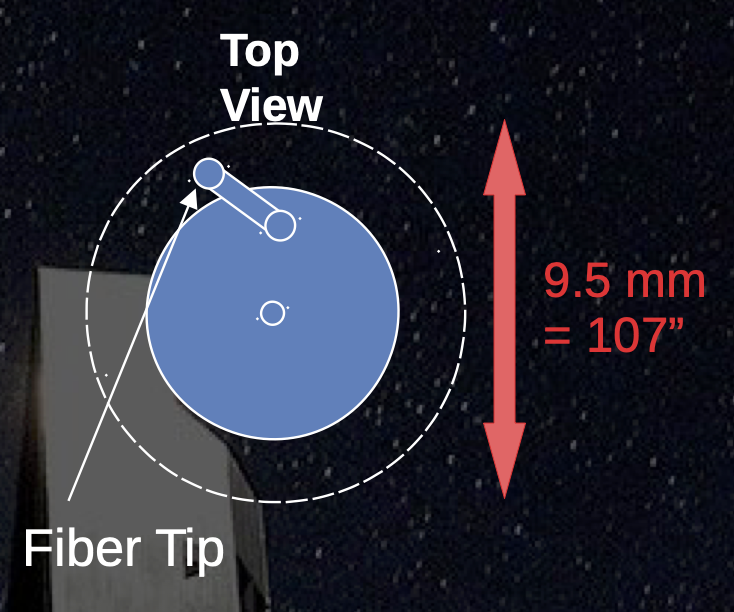 Top
View
9.5 mm
= 107”
Fiber Tip